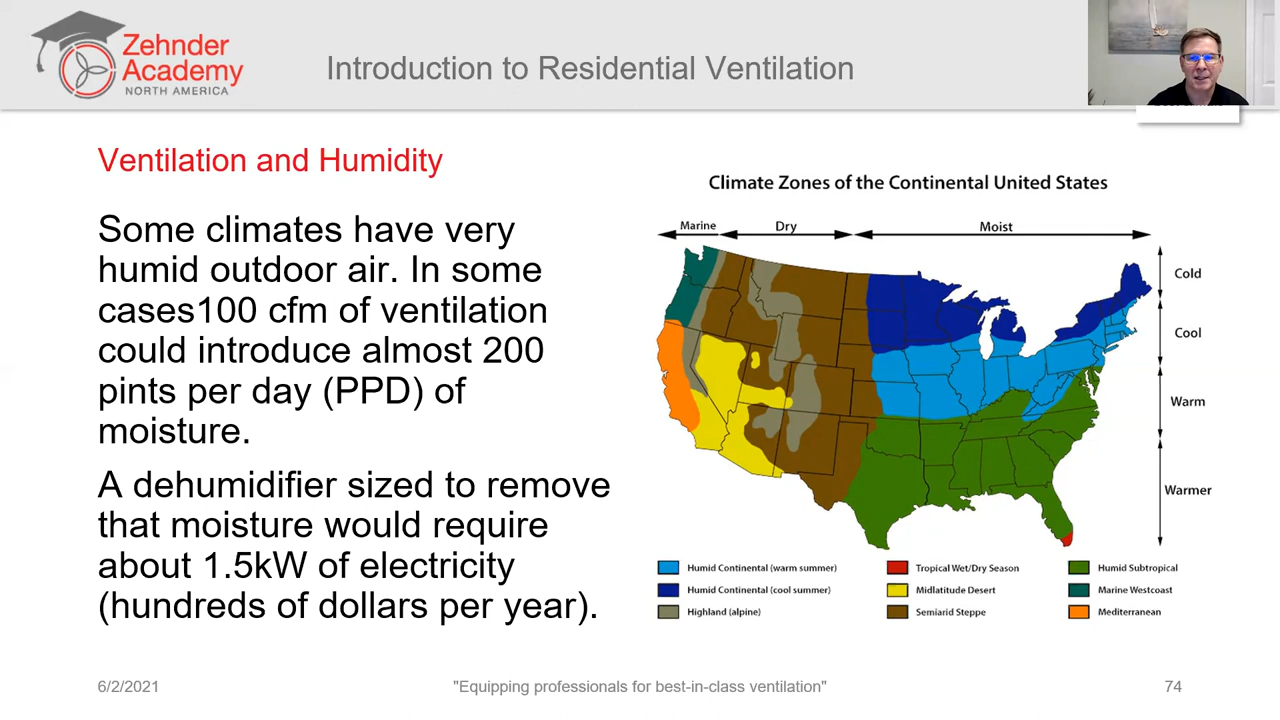 Zehnder
Academy
NORTH AMERICA
Introduction to Residential Ventilation
Ventilation and Humidity
Some climates have very
humid outdoor air. In some
cases100 cfm of ventilation
could introduce almost 200
pints per day (PPD) of
moisture.
A dehumidifier sized to remove
that moisture would require
about 1.5kW of electricity
(hundreds of dollars per year).
Climate Zones of the Continental United States
Marine
Dry
Moist
Cold
Cool
Warm
Warmer
Humid Continental (warm summer)
Humid Continental (cool summer)
Highland (alpine)
Tropical Wet/Dry Season
Midlatitude Desert
Semiarid Steppe
Humid Subtropical
Marine Westcoast
Mediterranean
6/2/2021
"Equipping professionals for best-in-class ventilation"
74